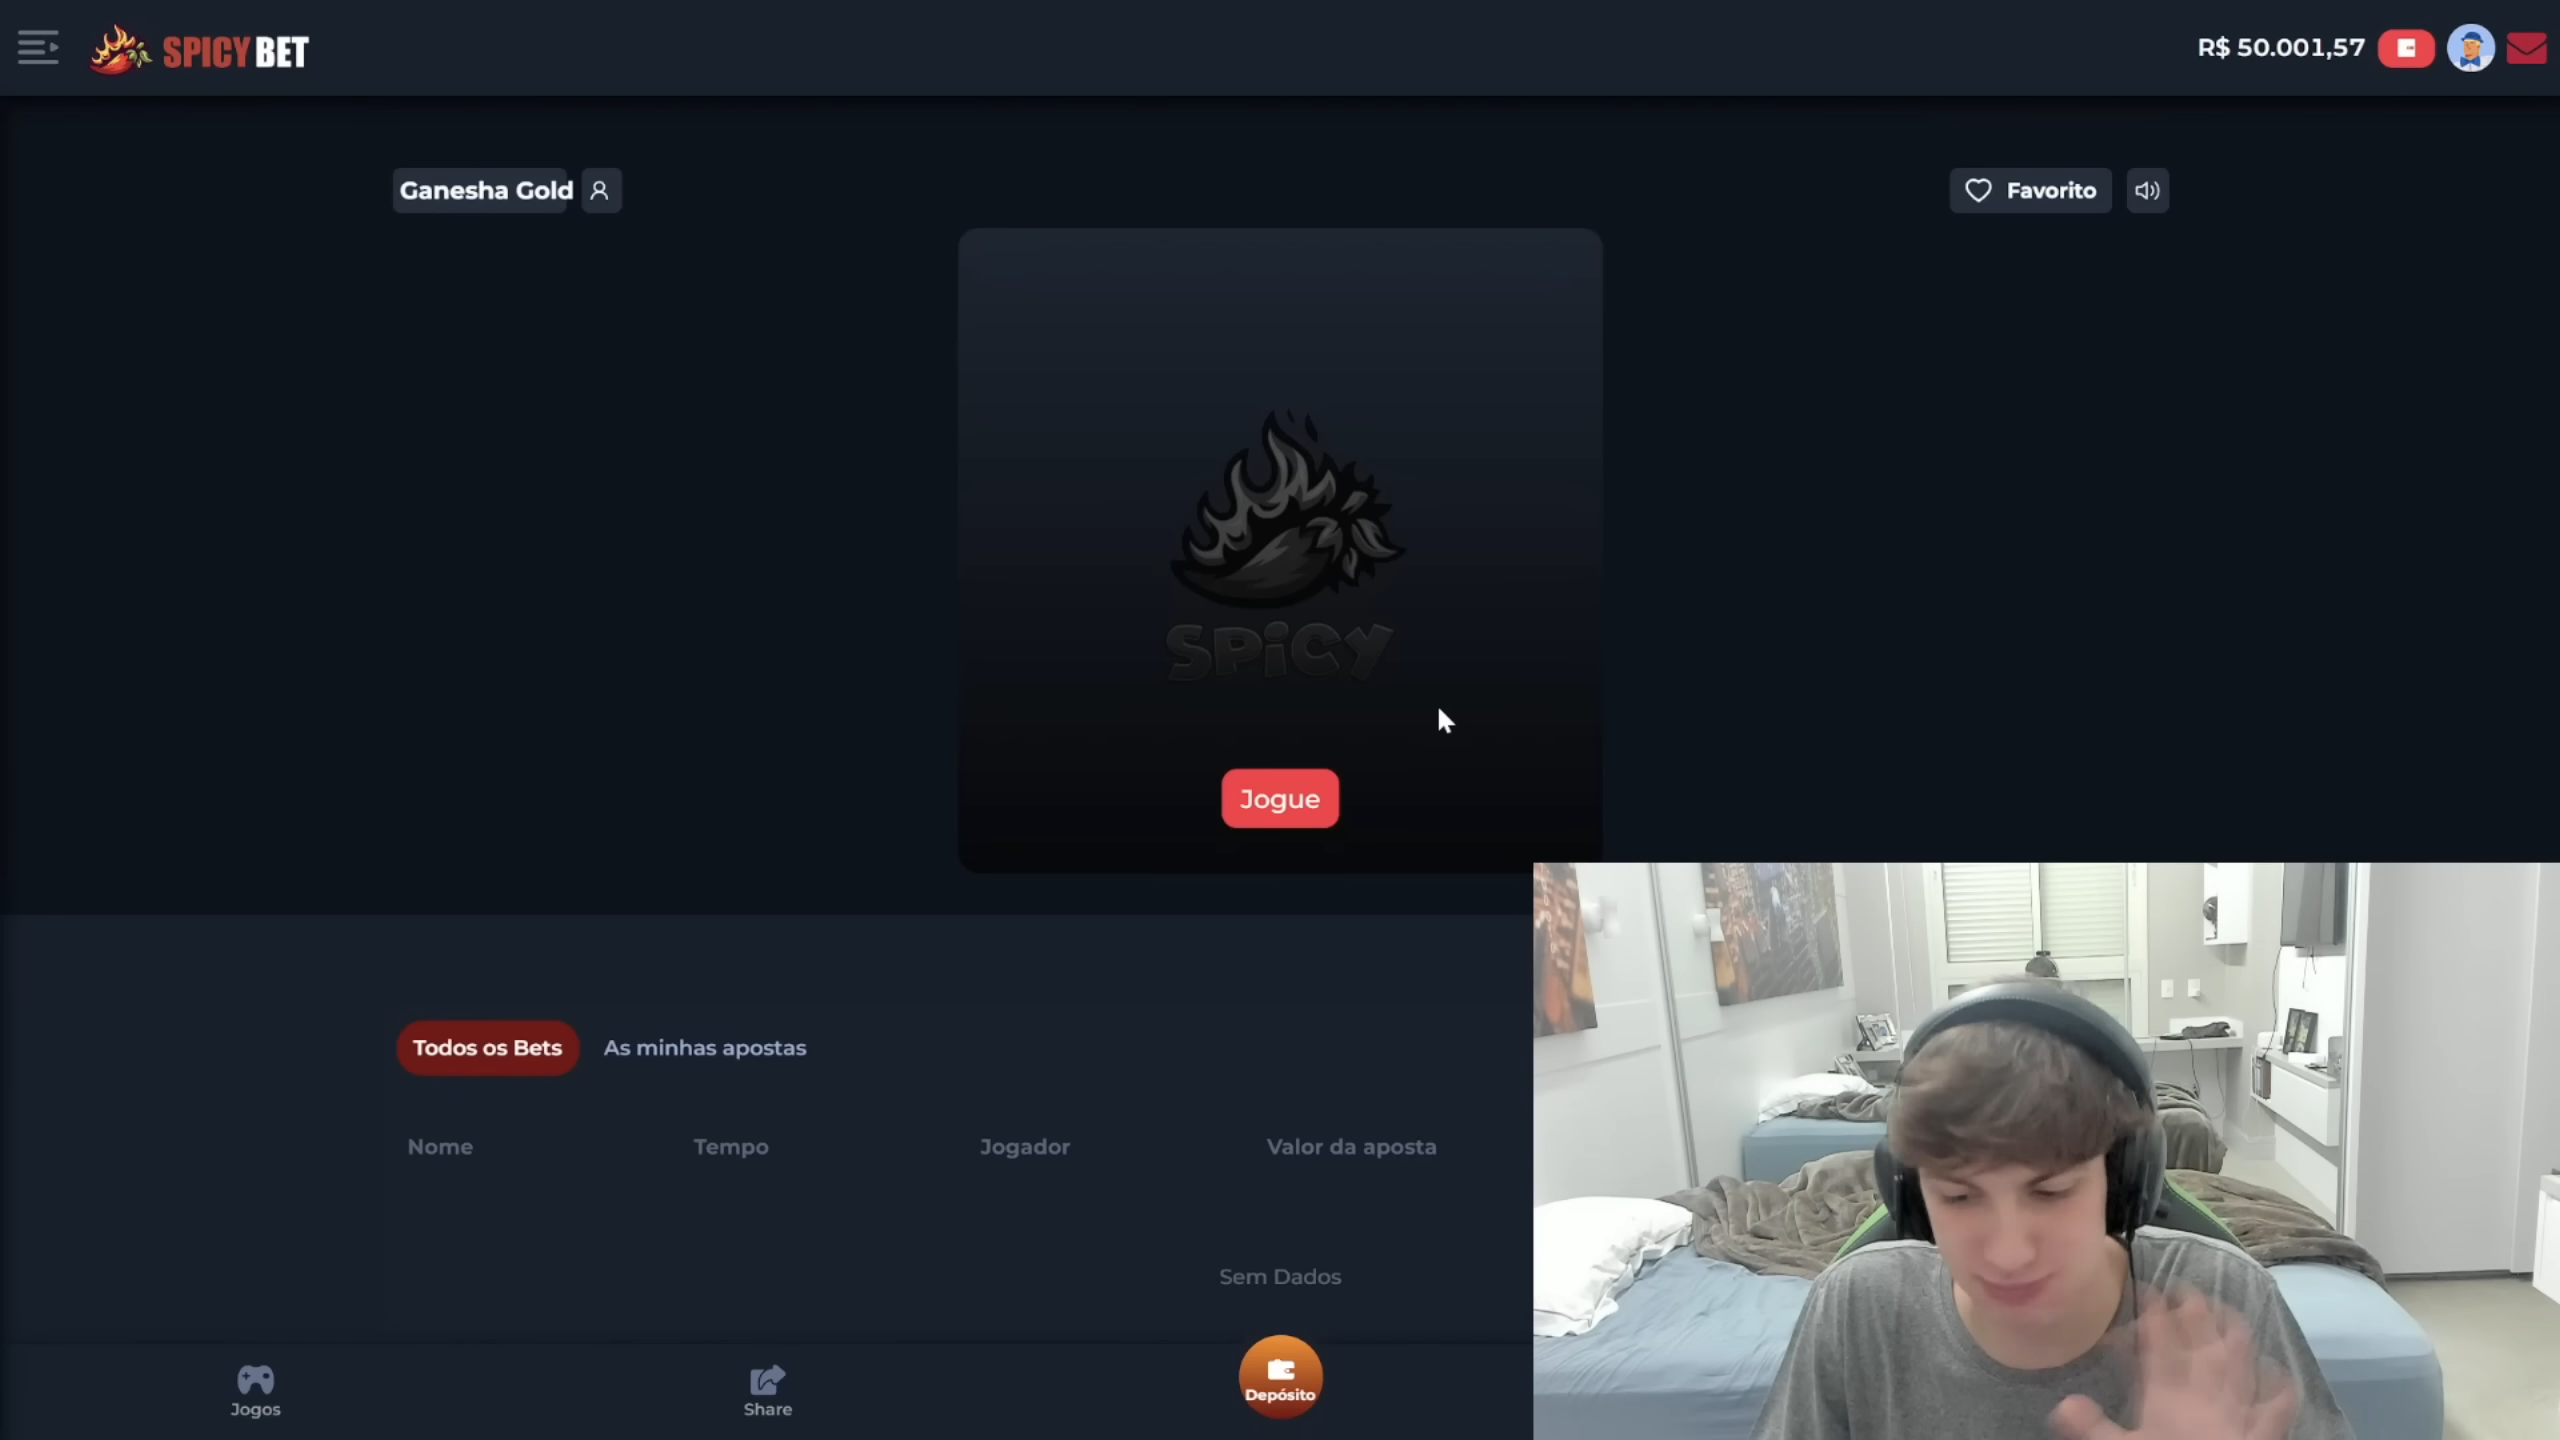 SPICY BET
R$ 50.001,57
Ganesha Gold
Favorito
SPiCY
Jogue
Todos os Bets
As minhas apostas
Nome
Tempo
Jogador
Valor da aposta
Sem Dados
Jogos
Share
Depósito